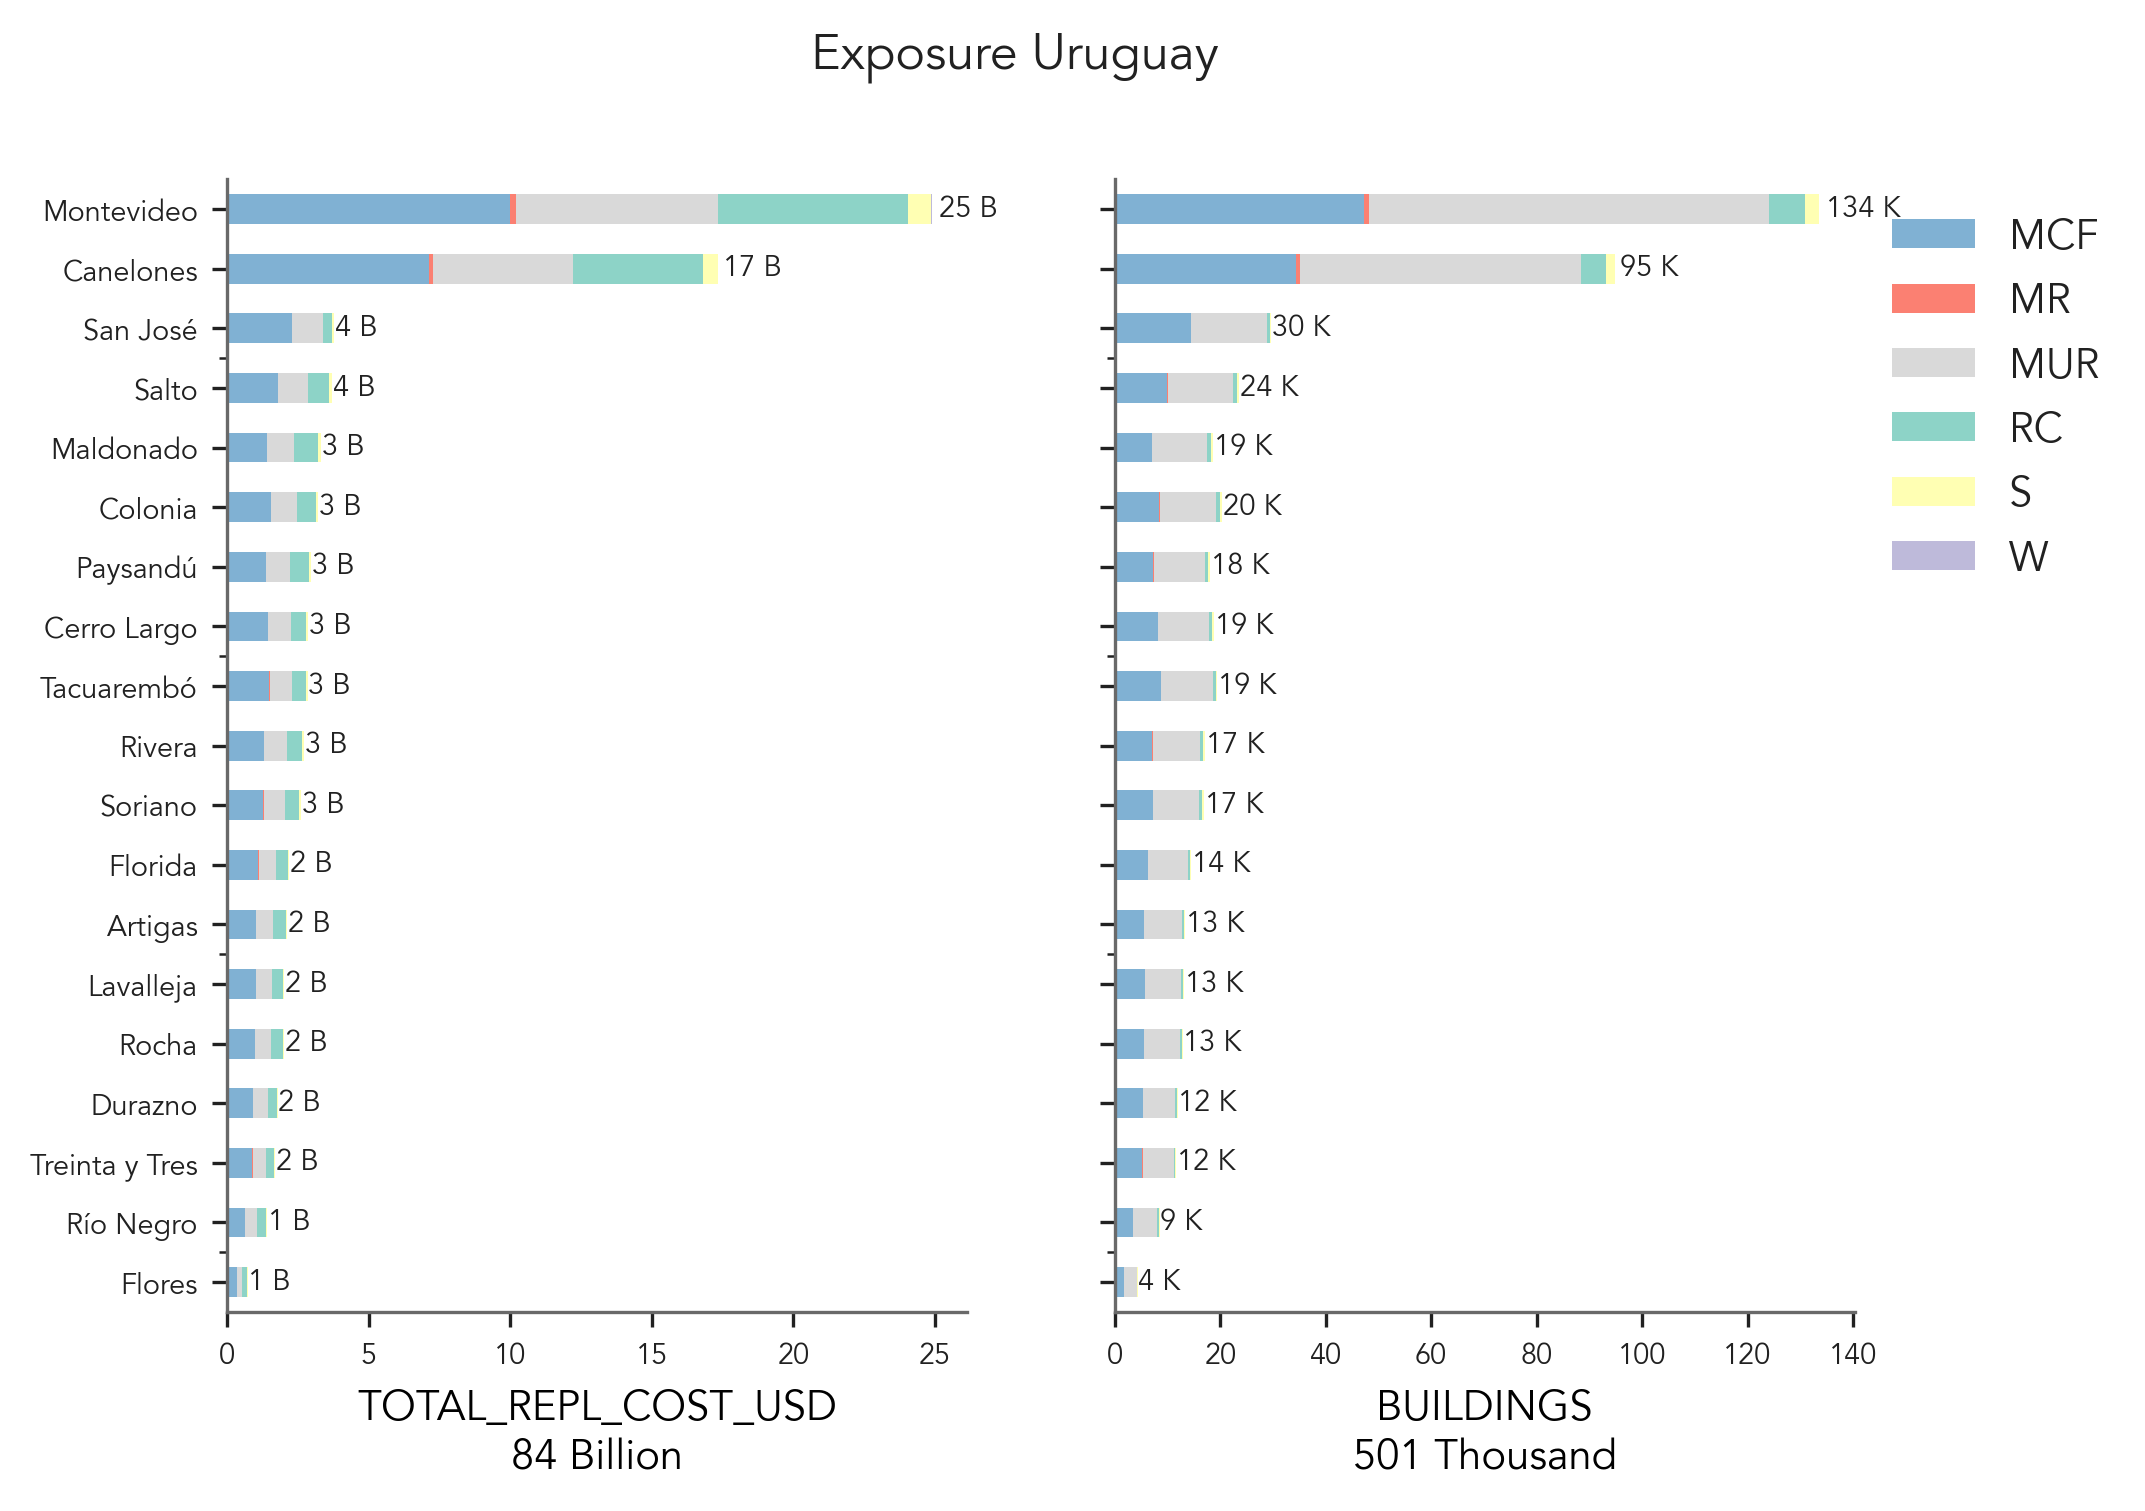 Exposure Uruguay
Montevideo 25 B 134 K
Canelones 17 B 95 K
San José 4 B 30 K
Salto 4 B 24 K
Maldonado 3 B 19 K
Colonia 3 B 20 K
Paysandú 3 B 18 K
Cerro Largo 3 B 19 K
Tacuarembó 3 B 19 K
Rivera 3 B 17 K
Soriano 3 B 17 K
Florida 2 B 14 K
Artigas 2 B 13 K
Lavalleja 2 B 13 K
Rocha 2 B 13 K
Durazno 2 B 12 K
Treinta y Tres 2 B 12 K
Río Negro 1 B 9 K
Flores 1 B 4 K
0 5 10 15 20 25
TOTAL_REPL_COST_USD
84 Billion
0 20 40 60 80 100 120 140
BUILDINGS
501 Thousand
MCF
MR
MUR
RC
S
W